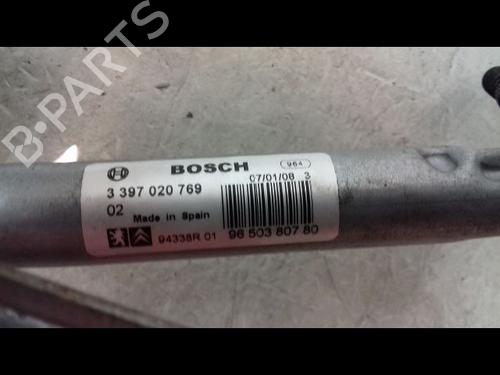 B-PARTS
BOSCH 964
3 397 020 769 07/01/08 3
02 Made in Spain
94338R 01 96 503 807 80